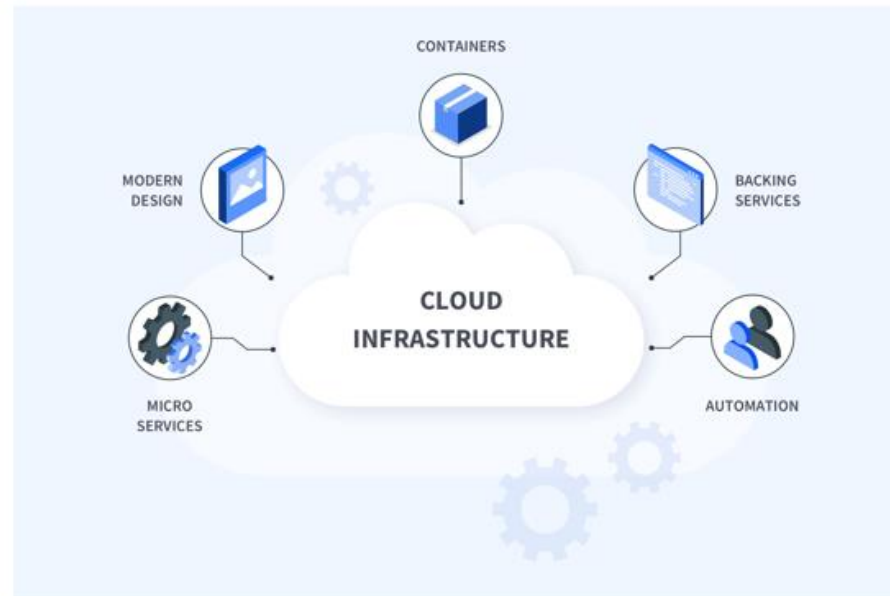 CONTAINERS
MODERN
DESIGN
BACKING
SERVICES
CLOUD
INFRASTRUCTURE
MICRO
SERVICES
AUTOMATION